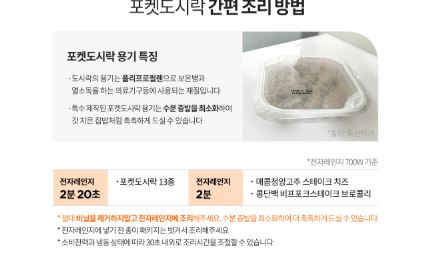 포켓도시락 간편 조리 방법
포켓도시락 용기 특징
· 도시락의 용기는 폴리프로필렌으로 보온병과
열소독을 하는 의료기구등에 사용되는 재질입니다
· 특수 제작된 포켓도시락 용기는 수분 증발을 최소화하여
갓 지은 집밥처럼 촉촉하게 드실 수 있습니다
*출처: 두산백과
*전자레인지 700W 기준
전자레인지
2분 20초
· 포켓도시락 13종
전자레인지
2분
· 매콤청양고추 스테이크 치즈
· 콩단백 비프포크스테이크 브로콜리
* 절대 비닐을 제거하지말고 전자레인지에 조리해주세요. 수분 증발을 최소화하여 더 촉촉하게 드실 수 있습니다
* 전자레인지에 넣기 전 종이 패키지는 벗겨서 조리해주세요
* 소비전력과 냉동 상태에 따라 30초 내외로 조리시간을 조절할 수 있습니다